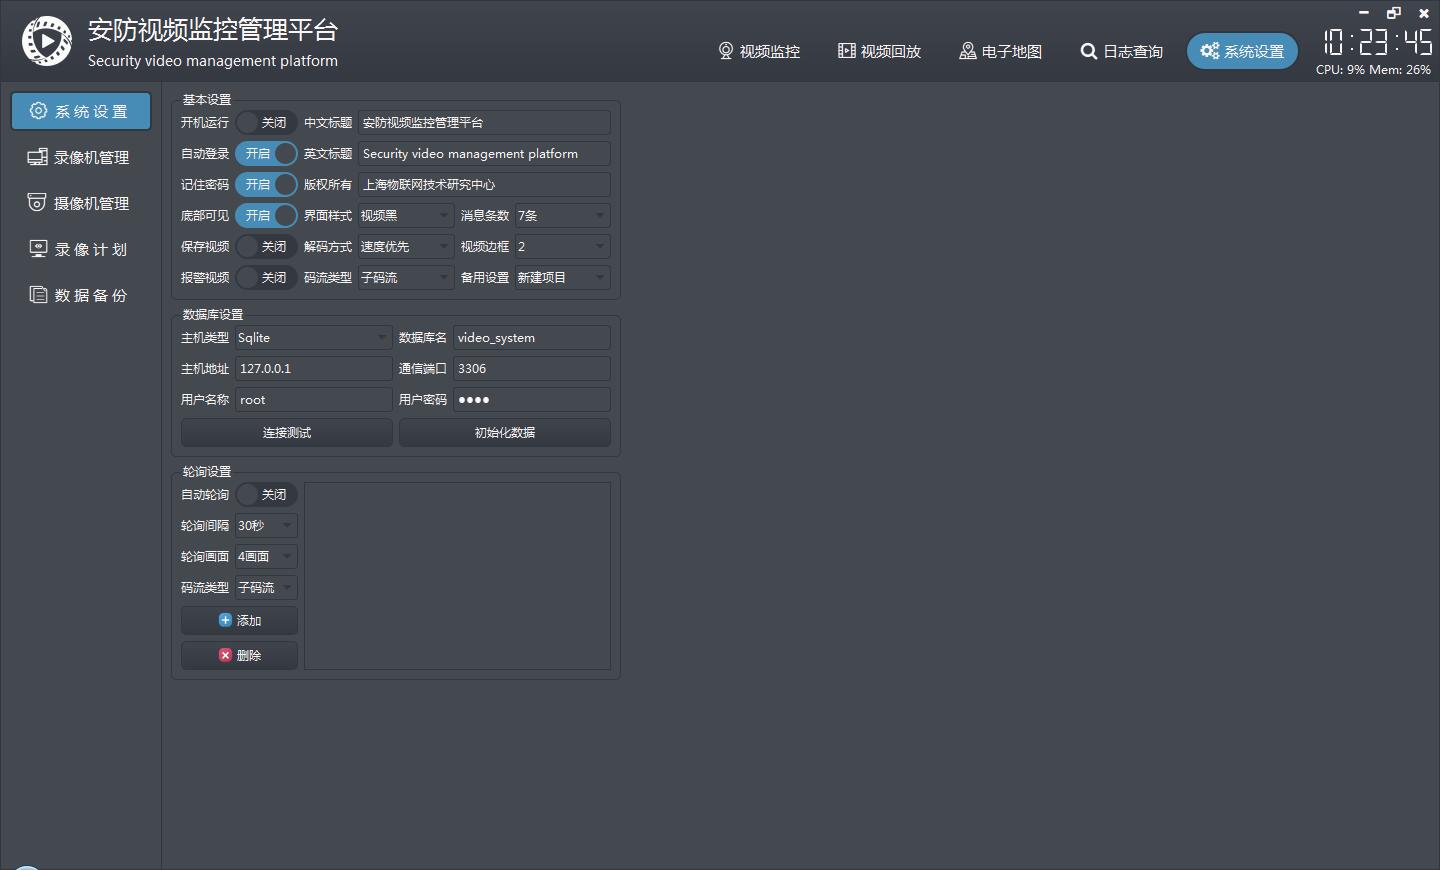 安防视频监控管理平台
Security video management platform
视频监控
视频回放
电子地图
日志查询
系统设置
10:23:45
CPU: 9% Mem: 26%
系统设置
录像机管理
摄像机管理
录像计划
数据备份
基本设置
开机运行 关闭 中文标题 安防视频监控管理平台
自动登录 开启 英文标题 Security video management platform
记住密码 开启 版权所有 上海物联网技术研究中心
底部可见 开启 界面样式 视频黑 消息条数 7条
保存视频 关闭 解码方式 速度优先 视频边框 2
报警视频 关闭 码流类型 子码流 备用设置 新建项目
数据库设置
主机类型 Sqlite 数据库名 video_system
主机地址 127.0.0.1 通信端口 3306
用户名称 root 用户密码 ●●●●
连接测试 初始化数据
轮询设置
自动轮询 关闭
轮询间隔 30秒
轮询画面 4画面
码流类型 子码流
添加
删除